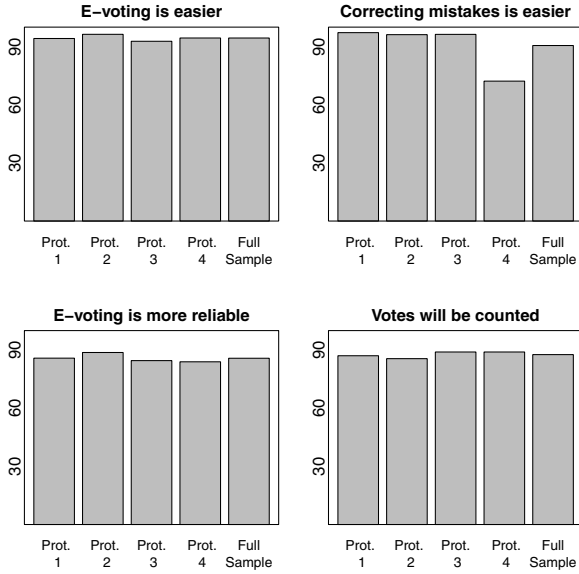 E−voting is easier
90
60
30
Prot. Prot. Prot. Prot. Full
1 2 3 4 Sample
Correcting mistakes is easier
90
60
30
Prot. Prot. Prot. Prot. Full
1 2 3 4 Sample
E−voting is more reliable
90
60
30
Prot. Prot. Prot. Prot. Full
1 2 3 4 Sample
Votes will be counted
90
60
30
Prot. Prot. Prot. Prot. Full
1 2 3 4 Sample